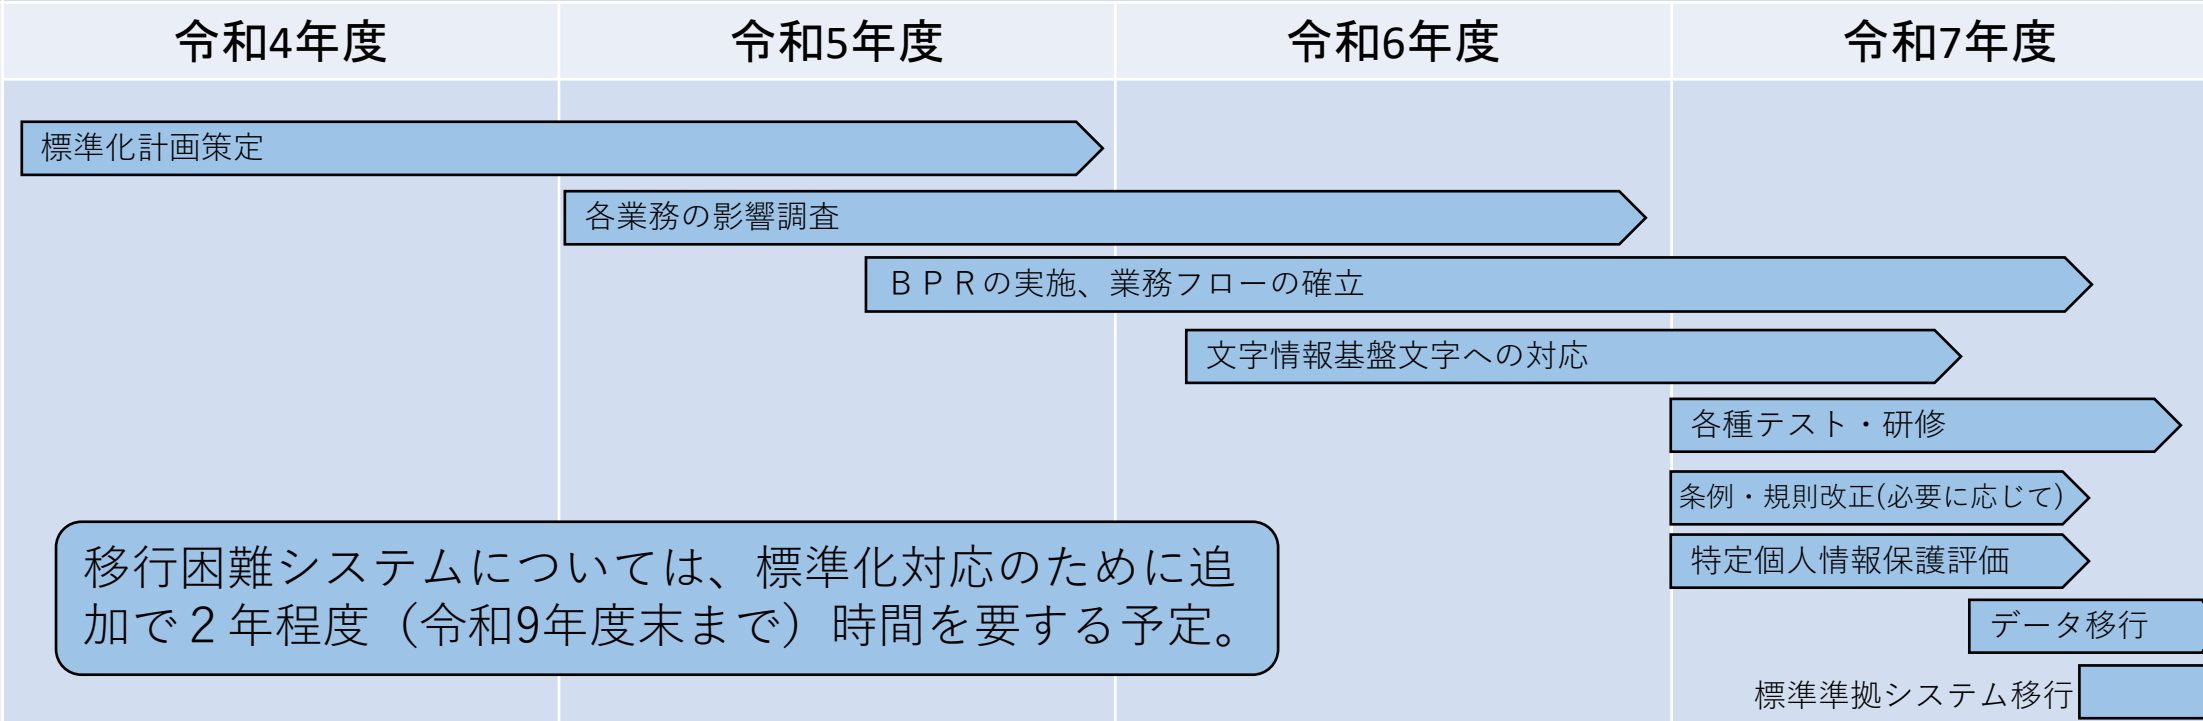 令和4年度
令和5年度
令和6年度
令和7年度
標準化計画策定
各業務の影響調査
ＢＰＲの実施、業務フローの確立
文字情報基盤文字への対応
各種テスト・研修
条例・規則改正(必要に応じて)
特定個人情報保護評価
データ移行
標準準拠システム移行
移行困難システムについては、標準化対応のために追
加で２年程度（令和9年度末まで）時間を要する予定。